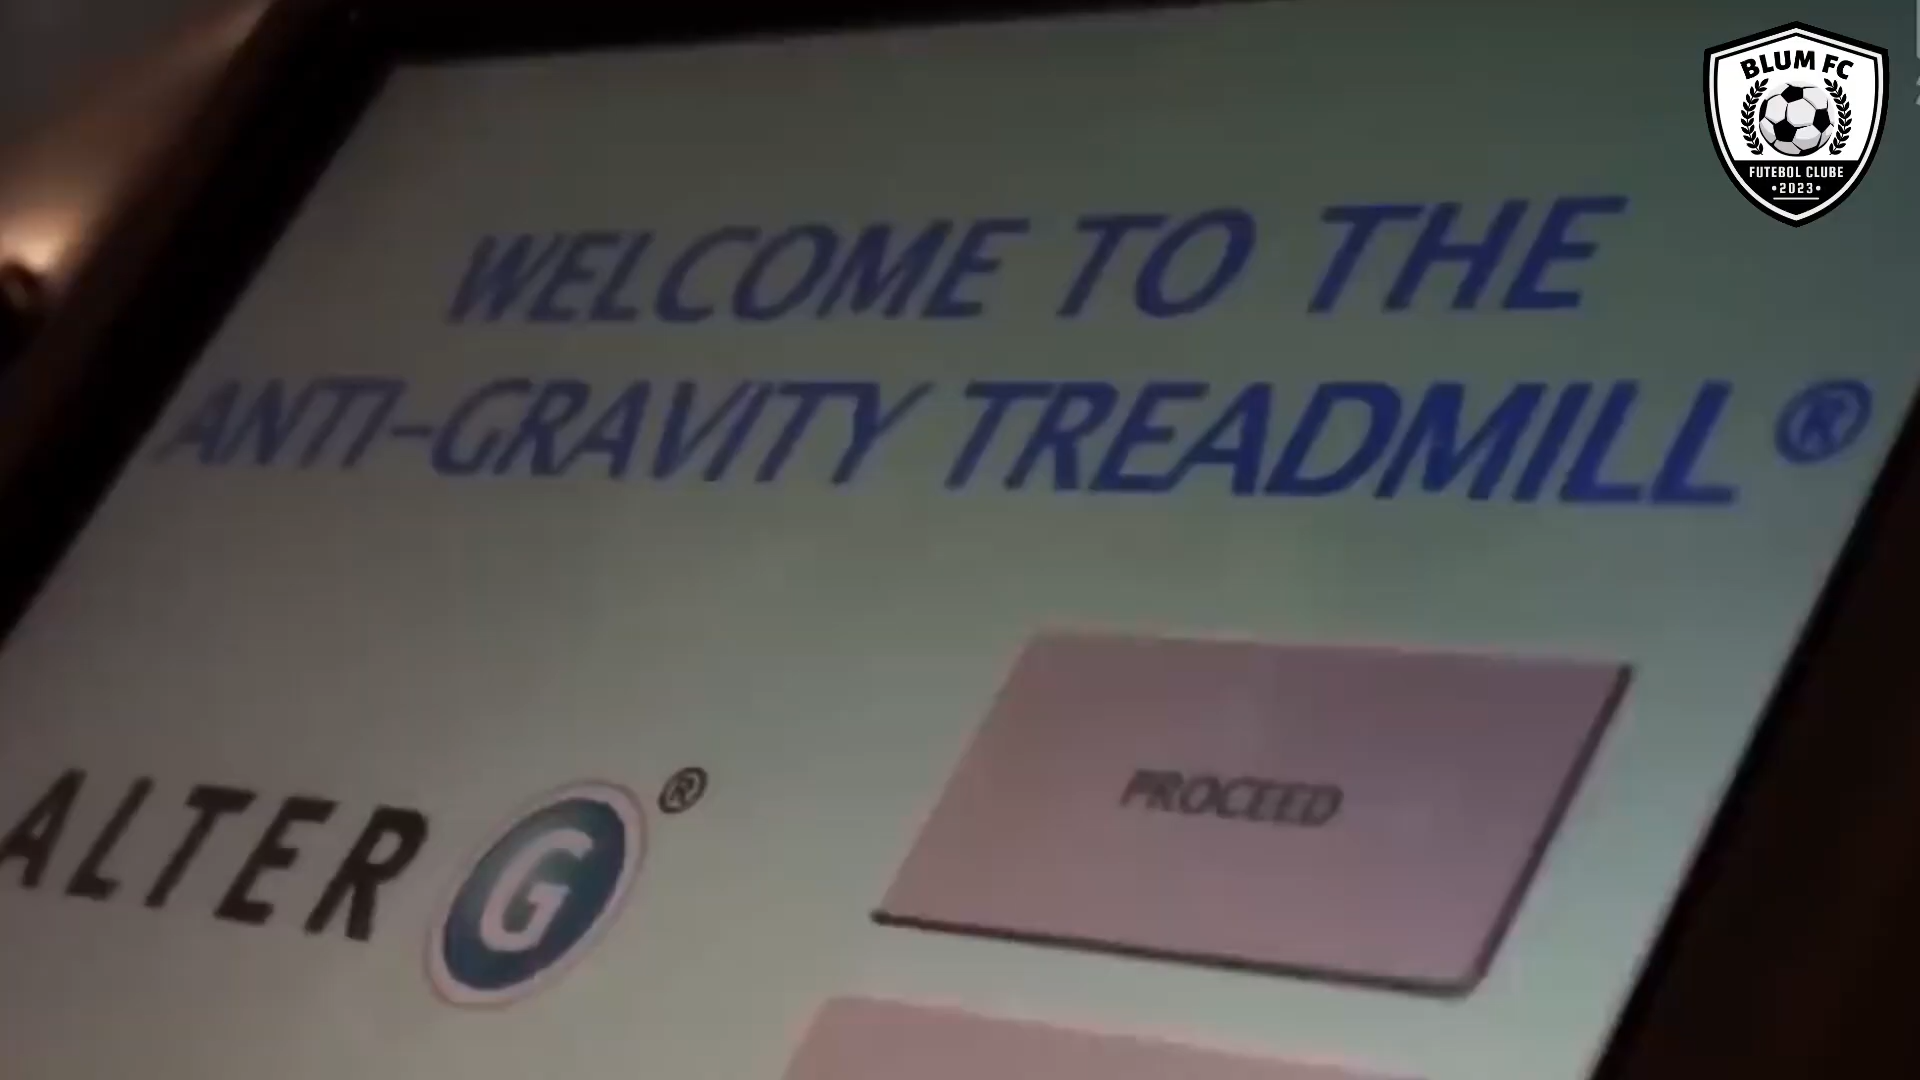 BLUM FC
FUTEBOL CLUBE
•2023•
WELCOME TO THE
ANTI-GRAVITY TREADMILL®
ALTER G®
PROCEED